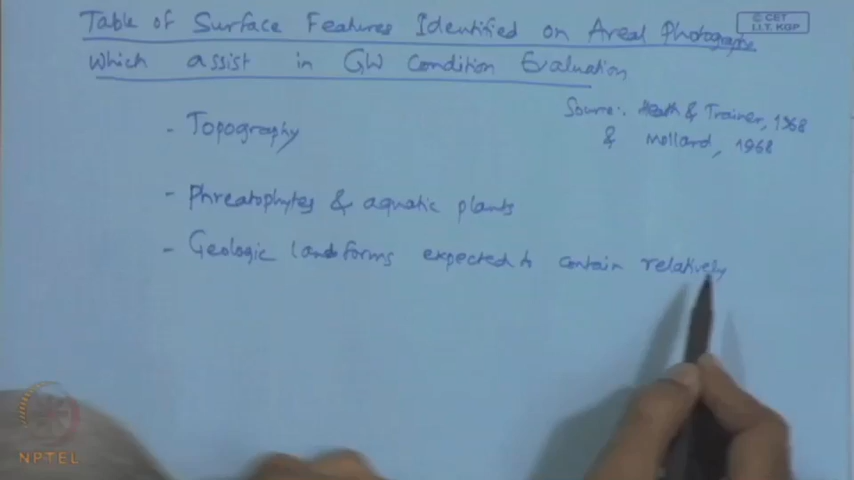 Table of Surface Features Identified on Areal Photographs
© CET
I.I.T. KGP
Which assist in GW Condition Evaluation
Source:. Heath & Trainer, 1968
& Mollard, 1968
- Topography
- Phreatophytes & aquatic plants
- Geologic landforms expected to contain relatively
NPTEL